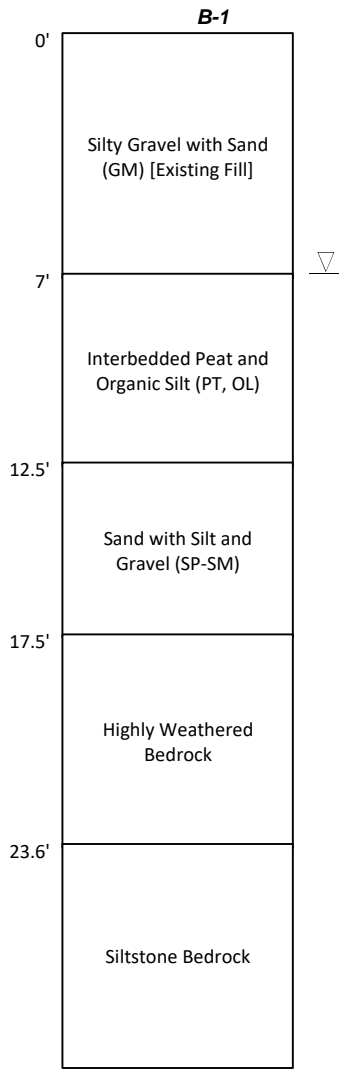 B-1
0'
Silty Gravel with Sand
(GM) [Existing Fill]
7'
Interbedded Peat and
Organic Silt (PT, OL)
12.5'
Sand with Silt and
Gravel (SP-SM)
17.5'
Highly Weathered
Bedrock
23.6'
Siltstone Bedrock